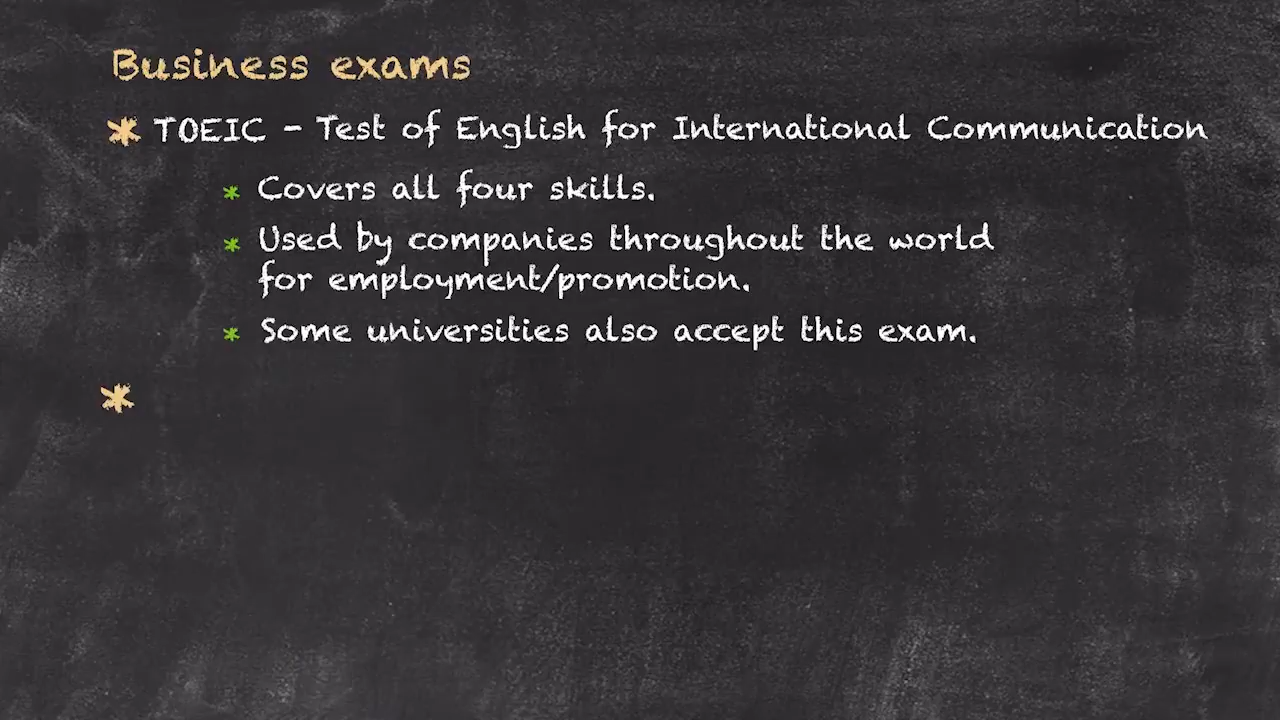 Business exams
* TOEIC - Test of English for International Communication
* Covers all four skills.
* Used by companies throughout the world
for employment/promotion.
* Some universities also accept this exam.
*